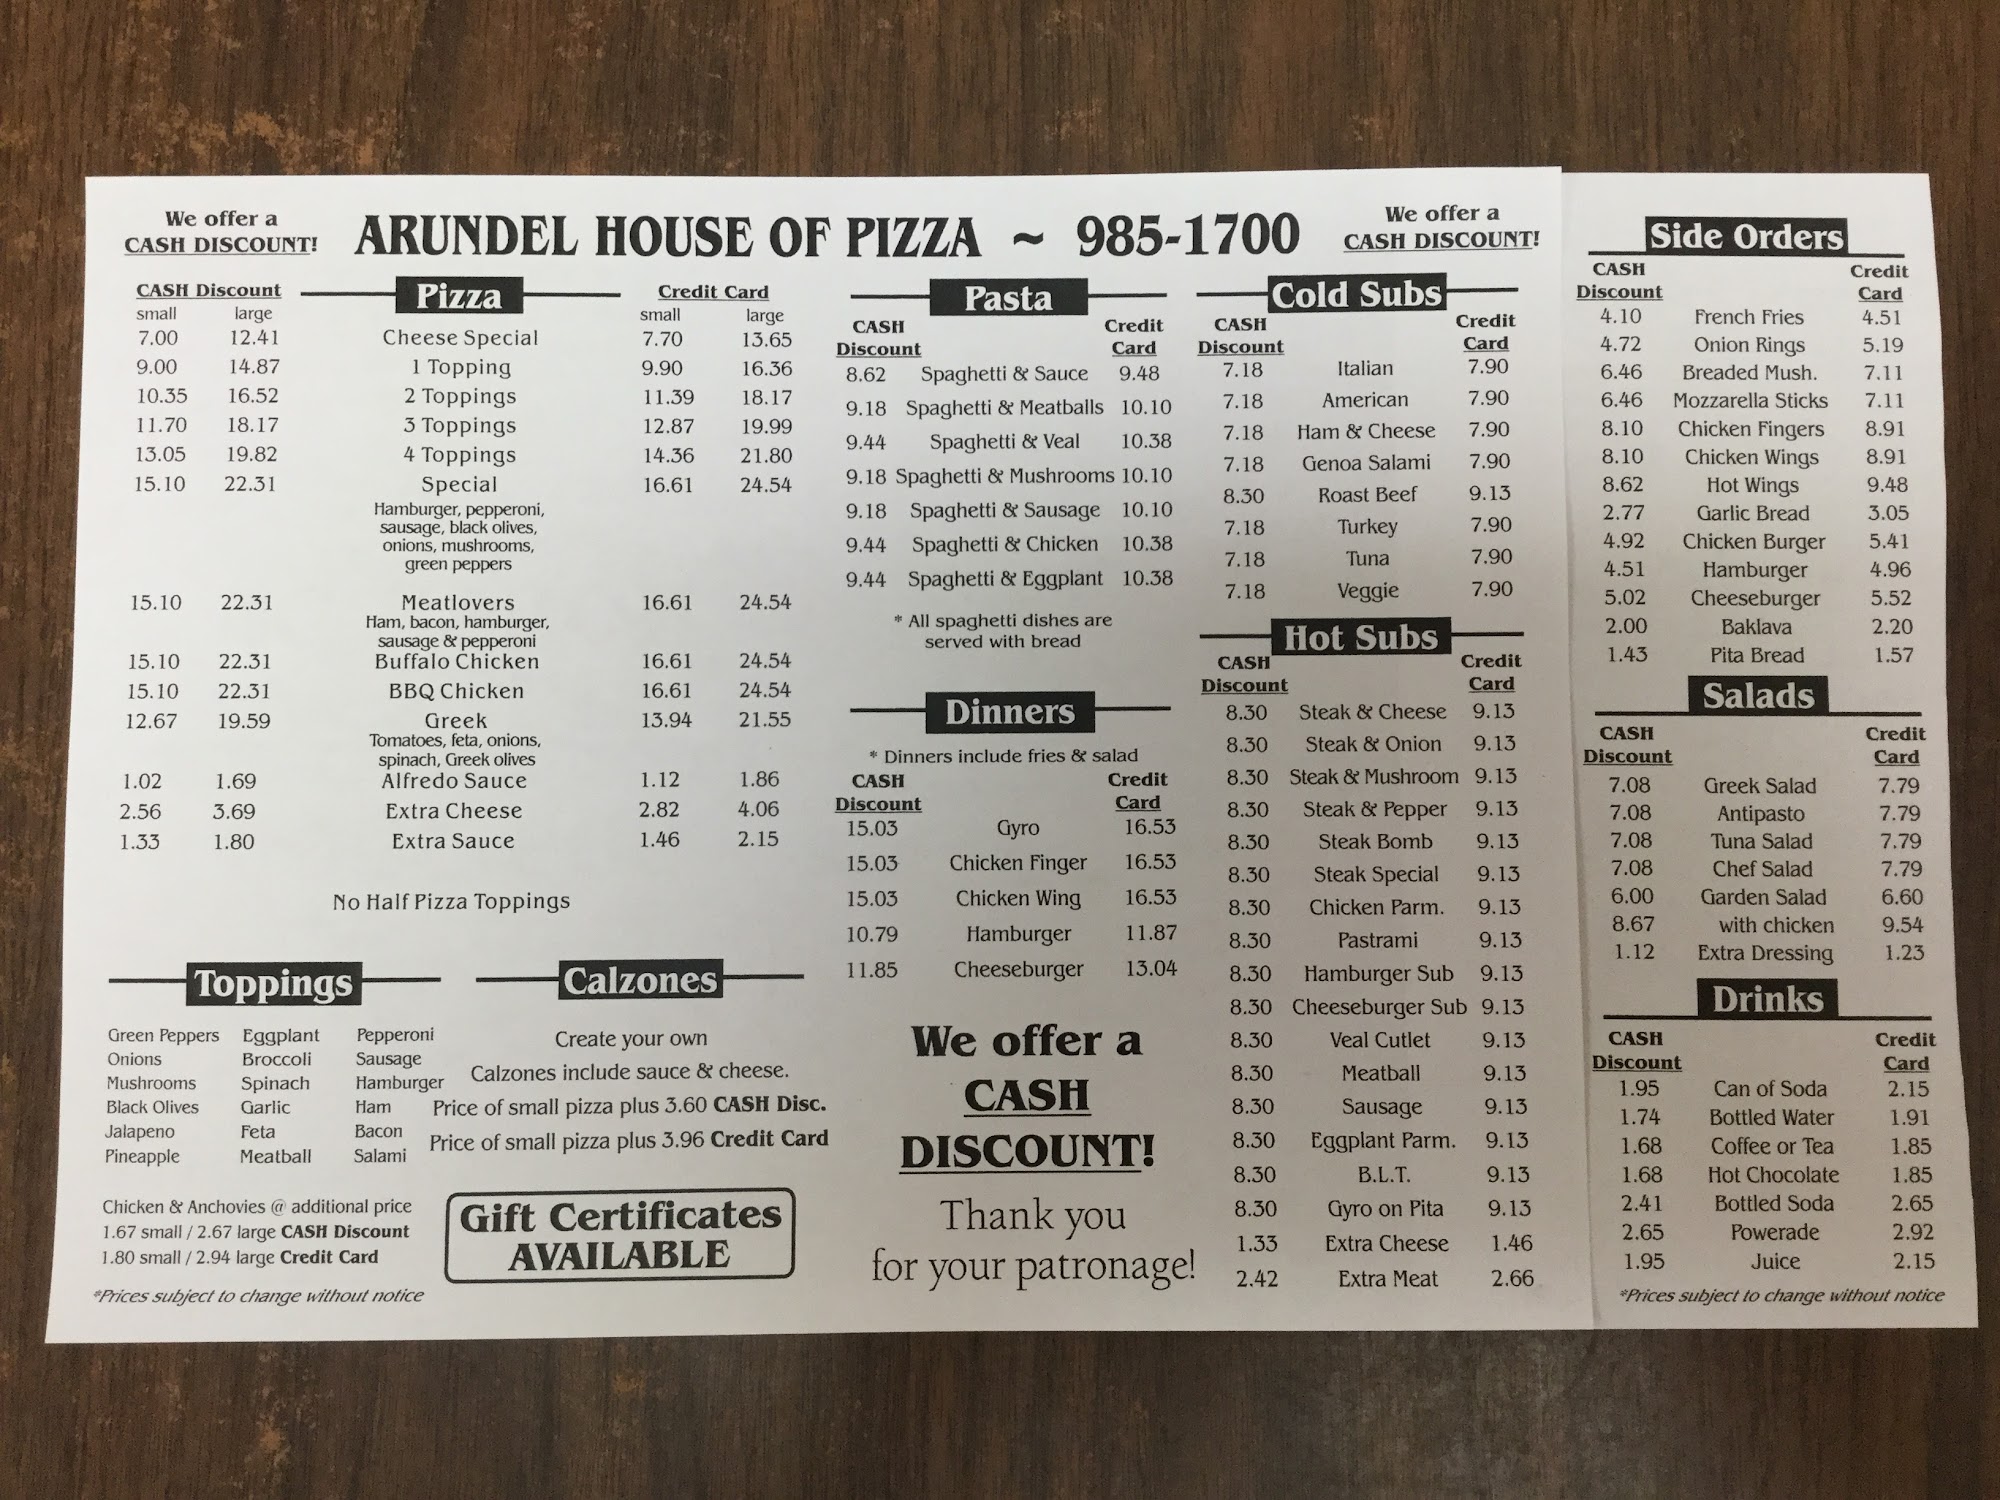 We offer a
CASH DISCOUNT!
ARUNDEL HOUSE OF PIZZA ~ 985-1700
We offer a
CASH DISCOUNT!
CASH Discount Pizza Credit Card
small large small large
7.00 12.41 Cheese Special 7.70 13.65
9.00 14.87 1 Topping 9.90 16.36
10.35 16.52 2 Toppings 11.39 18.17
11.70 18.17 3 Toppings 12.87 19.99
13.05 19.82 4 Toppings 14.36 21.80
15.10 22.31 Special 16.61 24.54
Hamburger, pepperoni,
sausage, black olives,
onions, mushrooms,
green peppers
15.10 22.31 Meatlovers 16.61 24.54
Ham, bacon, hamburger,
sausage & pepperoni
15.10 22.31 Buffalo Chicken 16.61 24.54
15.10 22.31 BBQ Chicken 16.61 24.54
12.67 19.59 Greek 13.94 21.55
Tomatoes, feta, onions,
spinach, Greek olives
1.02 1.69 Alfredo Sauce 1.12 1.86
2.56 3.69 Extra Cheese 2.82 4.06
1.33 1.80 Extra Sauce 1.46 2.15
No Half Pizza Toppings
Toppings
Green Peppers Eggplant Pepperoni
Onions Broccoli Sausage
Mushrooms Spinach Hamburger
Black Olives Garlic Ham
Jalapeno Feta Bacon
Pineapple Meatball Salami
Chicken & Anchovies @ additional price
1.67 small / 2.67 large CASH Discount
1.80 small / 2.94 large Credit Card
*Prices subject to change without notice
Calzones
Create your own
Calzones include sauce & cheese.
Price of small pizza plus 3.60 CASH Disc.
Price of small pizza plus 3.96 Credit Card
Gift Certificates
AVAILABLE
Pasta
CASH Credit
Discount Card
8.62 Spaghetti & Sauce 9.48
9.18 Spaghetti & Meatballs 10.10
9.44 Spaghetti & Veal 10.38
9.18 Spaghetti & Mushrooms 10.10
9.18 Spaghetti & Sausage 10.10
9.44 Spaghetti & Chicken 10.38
9.44 Spaghetti & Eggplant 10.38
* All spaghetti dishes are
served with bread
Dinners
* Dinners include fries & salad
CASH Credit
Discount Card
15.03 Gyro 16.53
15.03 Chicken Finger 16.53
15.03 Chicken Wing 16.53
10.79 Hamburger 11.87
11.85 Cheeseburger 13.04
We offer a
CASH
DISCOUNT!
Thank you
for your patronage!
Cold Subs
CASH Credit
Discount Card
7.18 Italian 7.90
7.18 American 7.90
7.18 Ham & Cheese 7.90
7.18 Genoa Salami 7.90
8.30 Roast Beef 9.13
7.18 Turkey 7.90
7.18 Tuna 7.90
7.18 Veggie 7.90
Hot Subs
CASH Credit
Discount Card
8.30 Steak & Cheese 9.13
8.30 Steak & Onion 9.13
8.30 Steak & Mushroom 9.13
8.30 Steak & Pepper 9.13
8.30 Steak Bomb 9.13
8.30 Steak Special 9.13
8.30 Chicken Parm. 9.13
8.30 Pastrami 9.13
8.30 Hamburger Sub 9.13
8.30 Cheeseburger Sub 9.13
8.30 Veal Cutlet 9.13
8.30 Meatball 9.13
8.30 Sausage 9.13
8.30 Eggplant Parm. 9.13
8.30 B.L.T. 9.13
8.30 Gyro on Pita 9.13
1.33 Extra Cheese 1.46
2.42 Extra Meat 2.66
Side Orders
CASH Credit
Discount Card
4.10 French Fries 4.51
4.72 Onion Rings 5.19
6.46 Breaded Mush. 7.11
6.46 Mozzarella Sticks 7.11
8.10 Chicken Fingers 8.91
8.10 Chicken Wings 8.91
8.62 Hot Wings 9.48
2.77 Garlic Bread 3.05
4.92 Chicken Burger 5.41
4.51 Hamburger 4.96
5.02 Cheeseburger 5.52
2.00 Baklava 2.20
1.43 Pita Bread 1.57
Salads
CASH Credit
Discount Card
7.08 Greek Salad 7.79
7.08 Antipasto 7.79
7.08 Tuna Salad 7.79
7.08 Chef Salad 7.79
6.00 Garden Salad 6.60
8.67 with chicken 9.54
1.12 Extra Dressing 1.23
Drinks
CASH Credit
Discount Card
1.95 Can of Soda 2.15
1.74 Bottled Water 1.91
1.68 Coffee or Tea 1.85
1.68 Hot Chocolate 1.85
2.41 Bottled Soda 2.65
2.65 Powerade 2.92
1.95 Juice 2.15
*Prices subject to change without notice